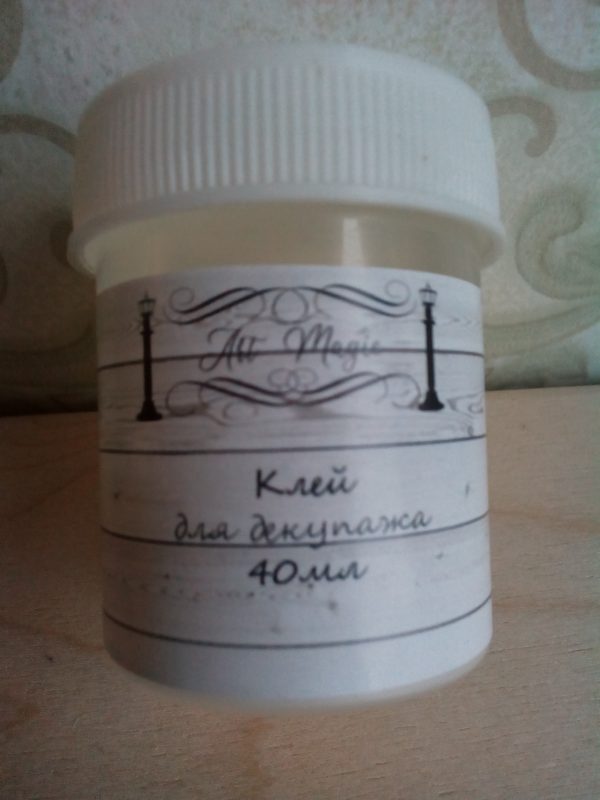 Art Magic
Клей
для декупажа
40мл